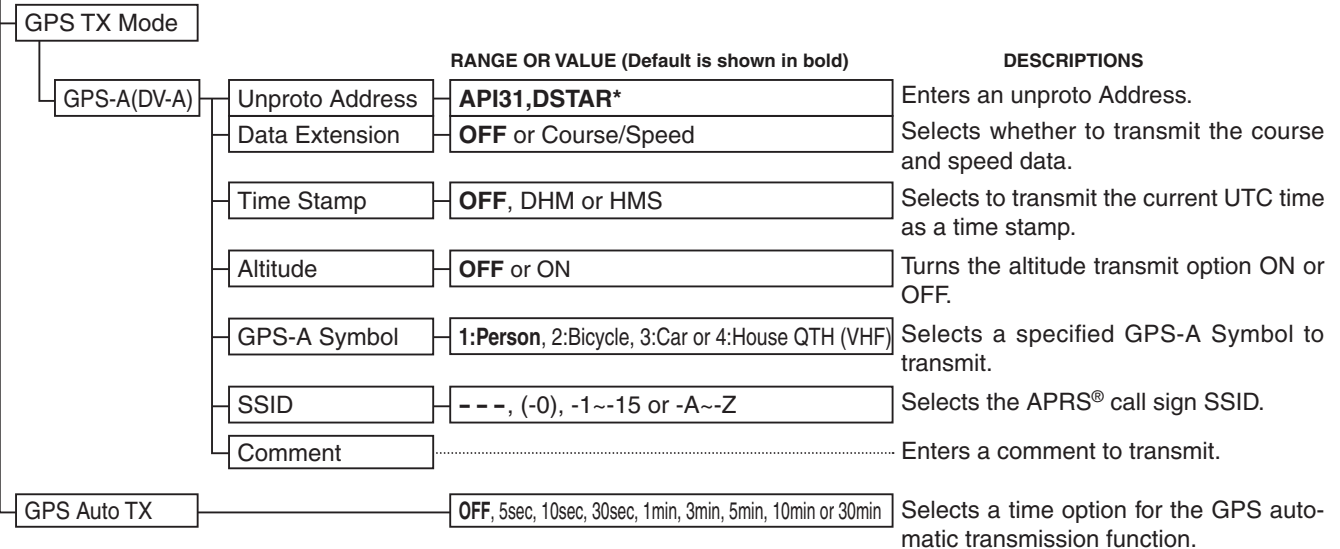 GPS TX Mode
RANGE OR VALUE (Default is shown in bold) DESCRIPTIONS
GPS-A(DV-A) Unproto Address API31,DSTAR* Enters an unproto Address.
Data Extension OFF or Course/Speed Selects whether to transmit the course
and speed data.
Time Stamp OFF, DHM or HMS Selects to transmit the current UTC time
as a time stamp.
Altitude OFF or ON Turns the altitude transmit option ON or
OFF.
GPS-A Symbol 1:Person, 2:Bicycle, 3:Car or 4:House QTH (VHF) Selects a specified GPS-A Symbol to
transmit.
SSID – – –, (-0), -1~-15 or -A~-Z Selects the APRS® call sign SSID.
Comment Enters a comment to transmit.
GPS Auto TX OFF, 5sec, 10sec, 30sec, 1min, 3min, 5min, 10min or 30min Selects a time option for the GPS auto-
matic transmission function.